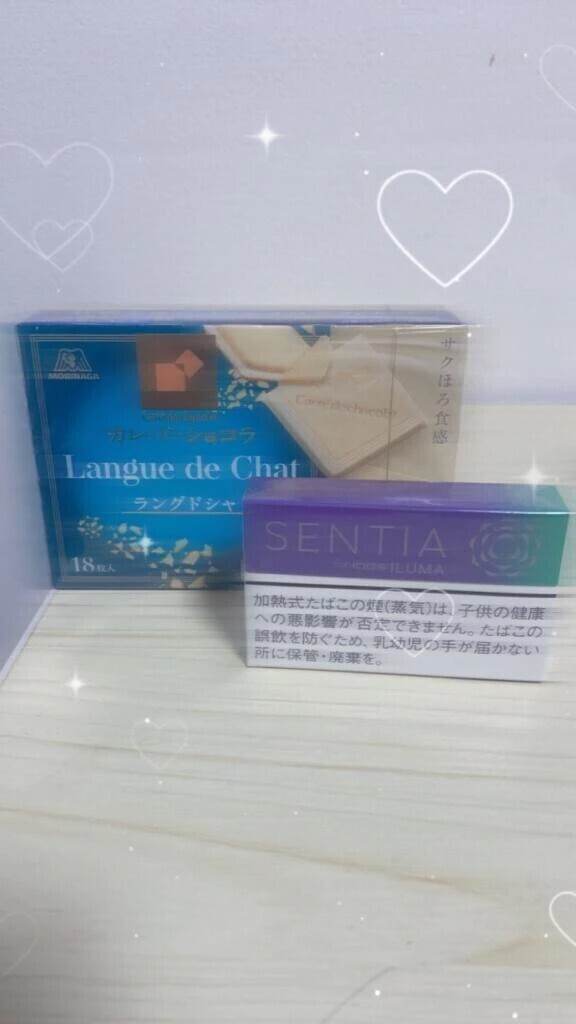 MORINAGA
カレ・ド・ショコラ
Langue de Chat
ラングドシャ
18枚入
サクほろ食感
Carré de chocolat
SENTIA
ILUMA
加熱式たばこの煙(蒸気)は、子供の健康
への悪影響が否定できません。たばこの
誤飲を防ぐため、乳幼児の手が届かない
所に保管・廃棄を。